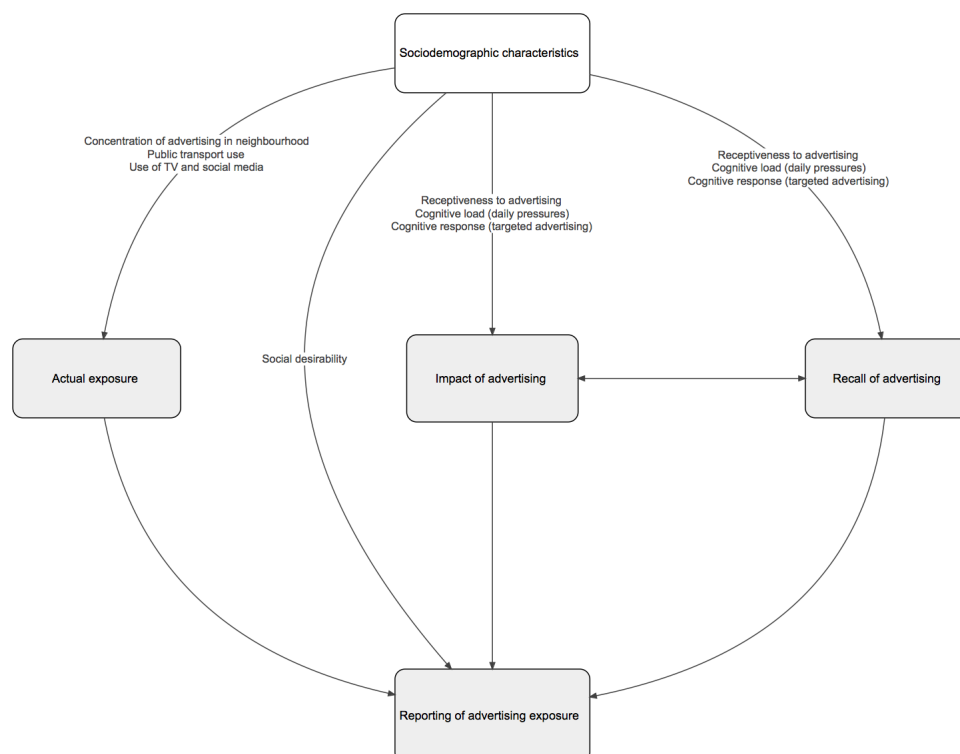 Sociodemographic characteristics
Concentration of advertising in neighbourhood
Public transport use
Use of TV and social media
Receptiveness to advertising
Cognitive load (daily pressures)
Cognitive response (targeted advertising)
Receptiveness to advertising
Cognitive load (daily pressures)
Cognitive response (targeted advertising)
Social desirability
Actual exposure
Impact of advertising
Recall of advertising
Reporting of advertising exposure